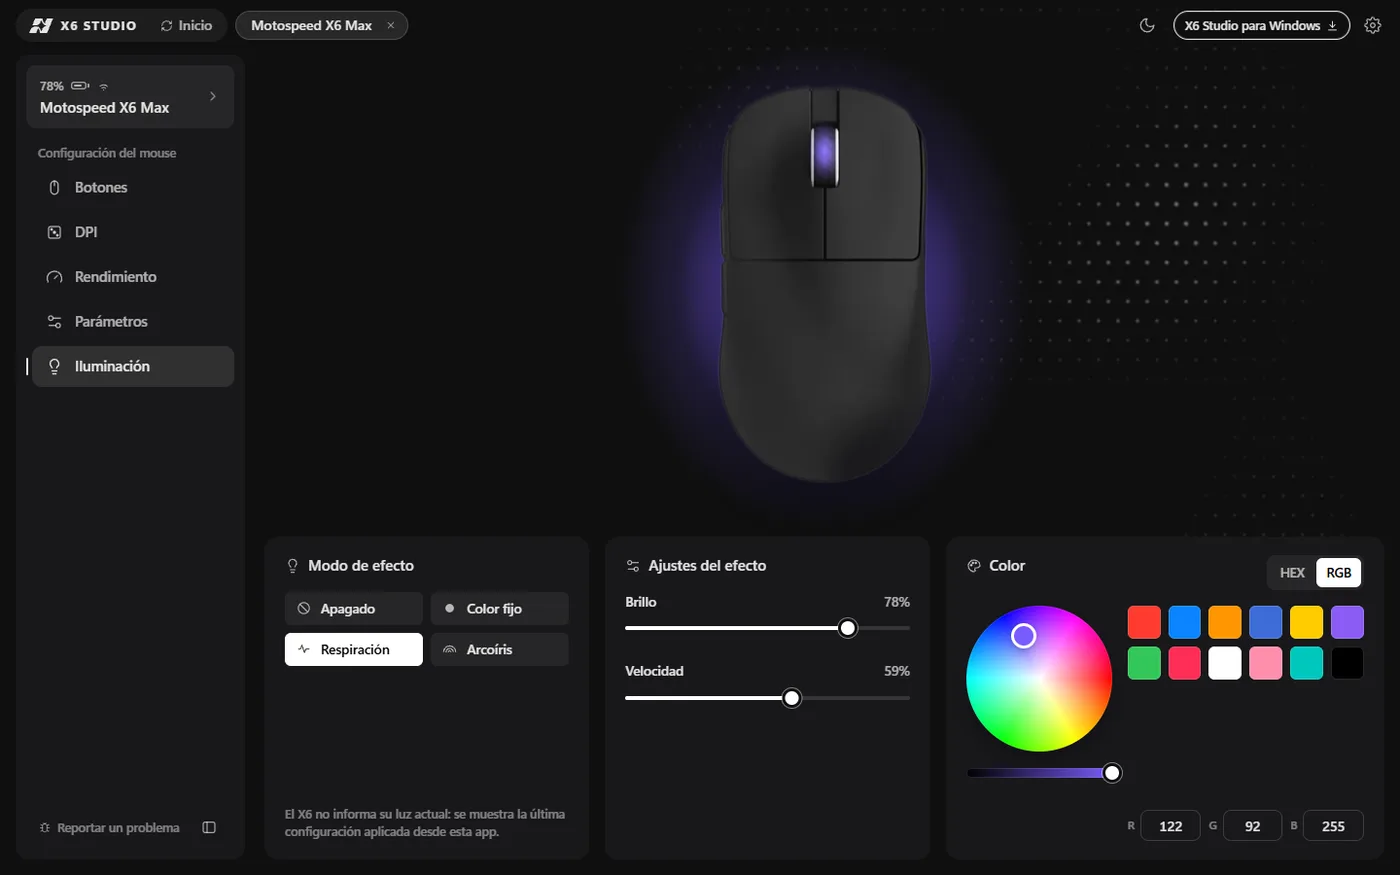 X6 STUDIO
Inicio
Motospeed X6 Max
X6 Studio para Windows
78%
Motospeed X6 Max
Configuración del mouse
Botones
DPI
Rendimiento
Parámetros
Iluminación
Reportar un problema
Modo de efecto
Apagado
Color fijo
Respiración
Arcoíris
El X6 no informa su luz actual: se muestra la última
configuración aplicada desde esta app.
Ajustes del efecto
Brillo 78%
Velocidad 59%
Color
HEX RGB
R 122 G 92 B 255